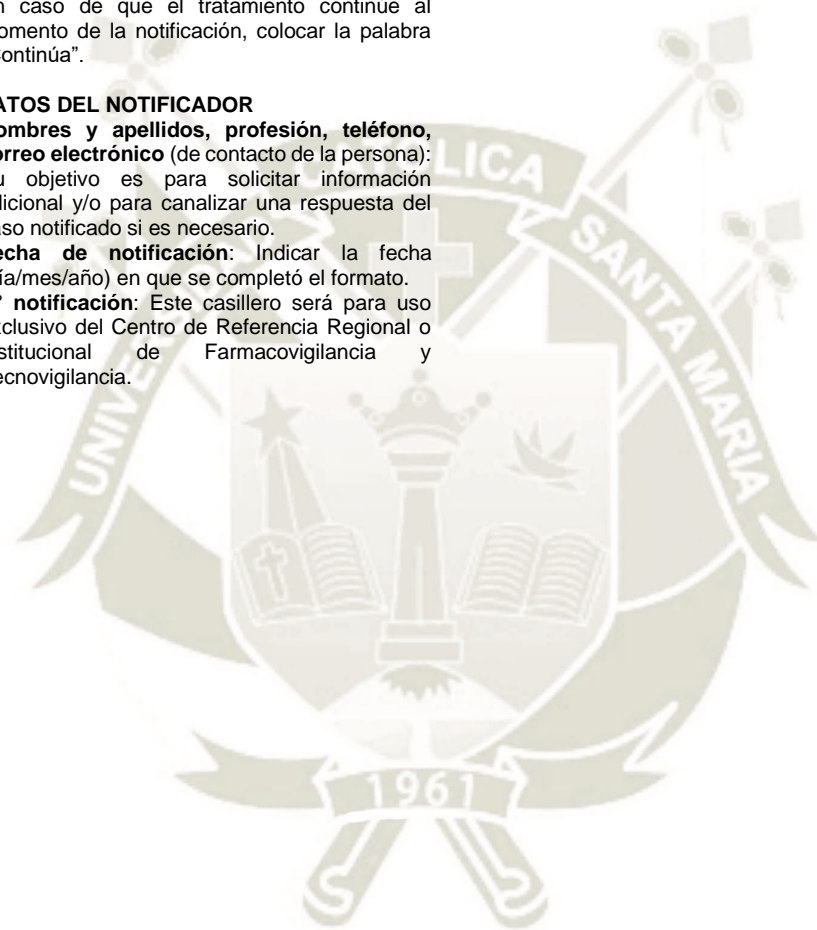 n caso de que el tratamiento continúe al
omento de la notificación, colocar la palabra
ontinúa”.
ATOS DEL NOTIFICADOR
ombres y apellidos, profesión, teléfono,
orreo electrónico (de contacto de la persona):
u objetivo es para solicitar información
dicional y/o para canalizar una respuesta del
aso notificado si es necesario.
echa de notificación: Indicar la fecha
ía/mes/año) en que se completó el formato.
° notificación: Este casillero será para uso
xclusivo del Centro de Referencia Regional o
stitucional de Farmacovigilancia y
ecnovigilancia.
UNIVERSIDAD CATOLICA SANTA MARIA
1961